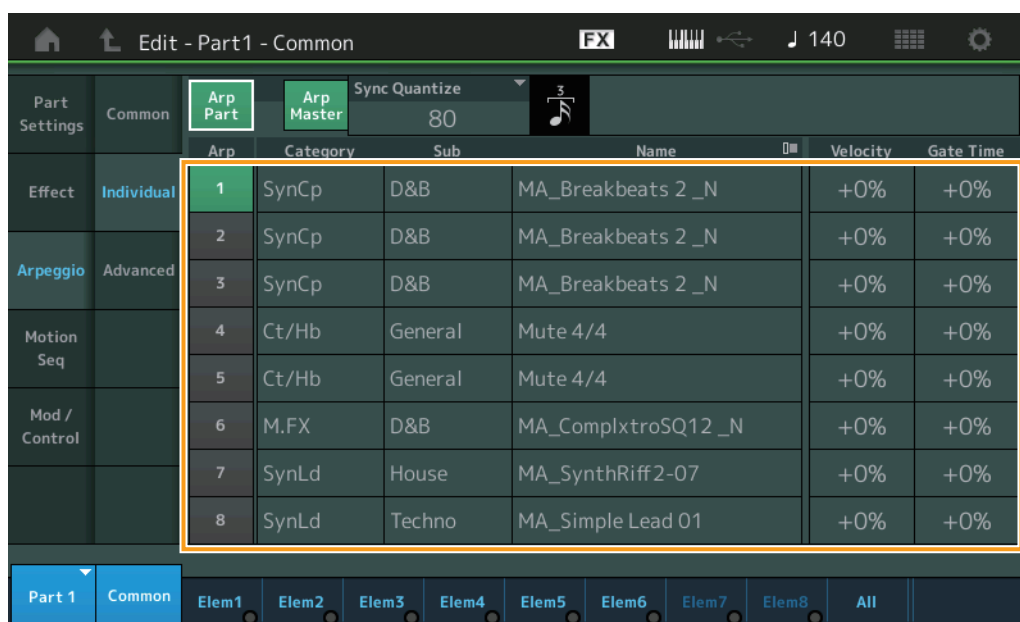 Edit - Part1 - Common FX 140
Part Settings Common Arp Part Arp Master Sync Quantize 80 3
Arp Category Sub Name Velocity Gate Time
Effect Individual 1 SynCp D&B MA_Breakbeats 2 _N +0% +0%
2 SynCp D&B MA_Breakbeats 2 _N +0% +0%
Arpeggio Advanced 3 SynCp D&B MA_Breakbeats 2 _N +0% +0%
Motion Seq 4 Ct/Hb General Mute 4/4 +0% +0%
5 Ct/Hb General Mute 4/4 +0% +0%
Mod / Control 6 M.FX D&B MA_ComplxtroSQ12 _N +0% +0%
7 SynLd House MA_SynthRiff2-07 +0% +0%
8 SynLd Techno MA_Simple Lead 01 +0% +0%
Part 1 Common Elem1 Elem2 Elem3 Elem4 Elem5 Elem6 Elem7 Elem8 All